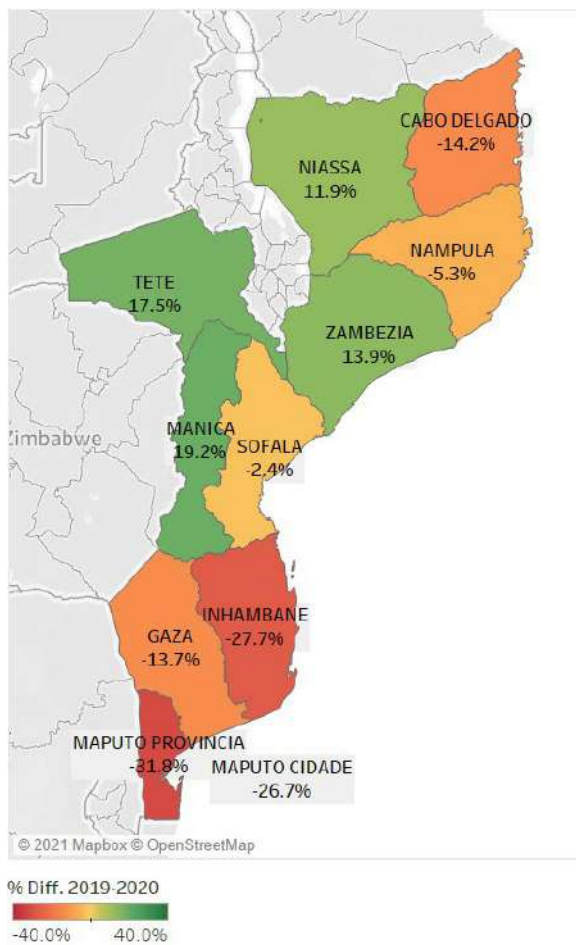 CABO DELGADO
-14.2%
NIASSA
11.9%
NAMPULA
-5.3%
TETE
17.5%
ZAMBEZIA
13.9%
Zimbabwe
MANICA
19.2%
SOFALA
-2.4%
INHAMBANE
-27.7%
GAZA
-13.7%
MAPUTO PROVINCIA
-31.8%
MAPUTO CIDADE
-26.7%
© 2021 Mapbox © OpenStreetMap
% Diff. 2019-2020
-40.0% 40.0%